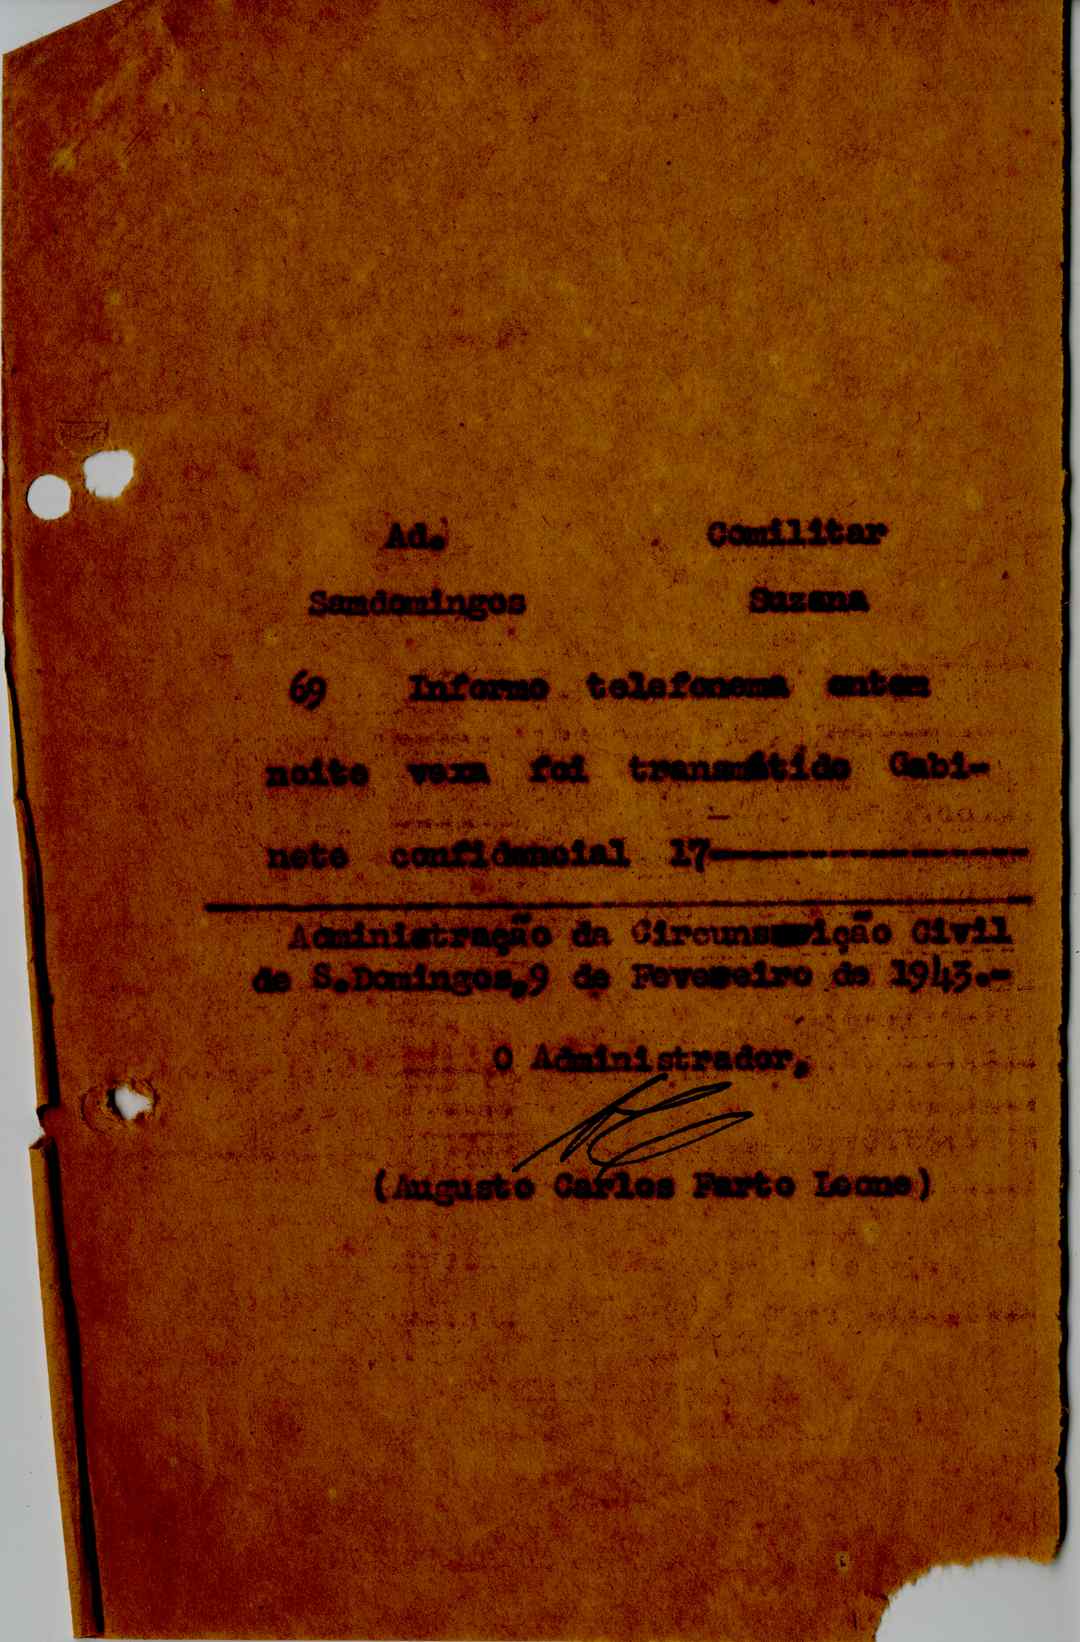 Ad. Comilitar
Samdomingos Suzana
69 Informo telefonema ontem
noite vexa foi transmitido Gabi-
nete confidencial 17-
Administração da Circunscrição Civil
de S.Domingos,9 de Fevereiro de 1943.-
O Administrador,
(Augusto Carlos Parto Leone)